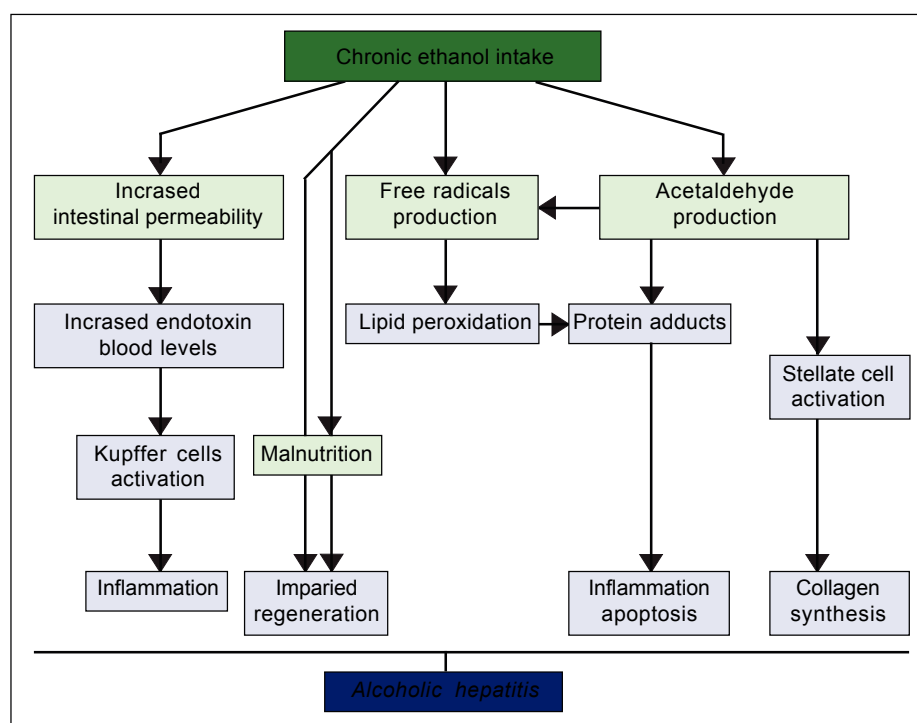 Chronic ethanol intake
Incrased
intestinal permeability
Free radicals
production
Acetaldehyde
production
Incrased endotoxin
blood levels
Lipid peroxidation
Protein adducts
Stellate cell
activation
Kupffer cells
activation
Malnutrition
Inflammation
Imparied
regeneration
Inflammation
apoptosis
Collagen
synthesis
Alcoholic hepatitis